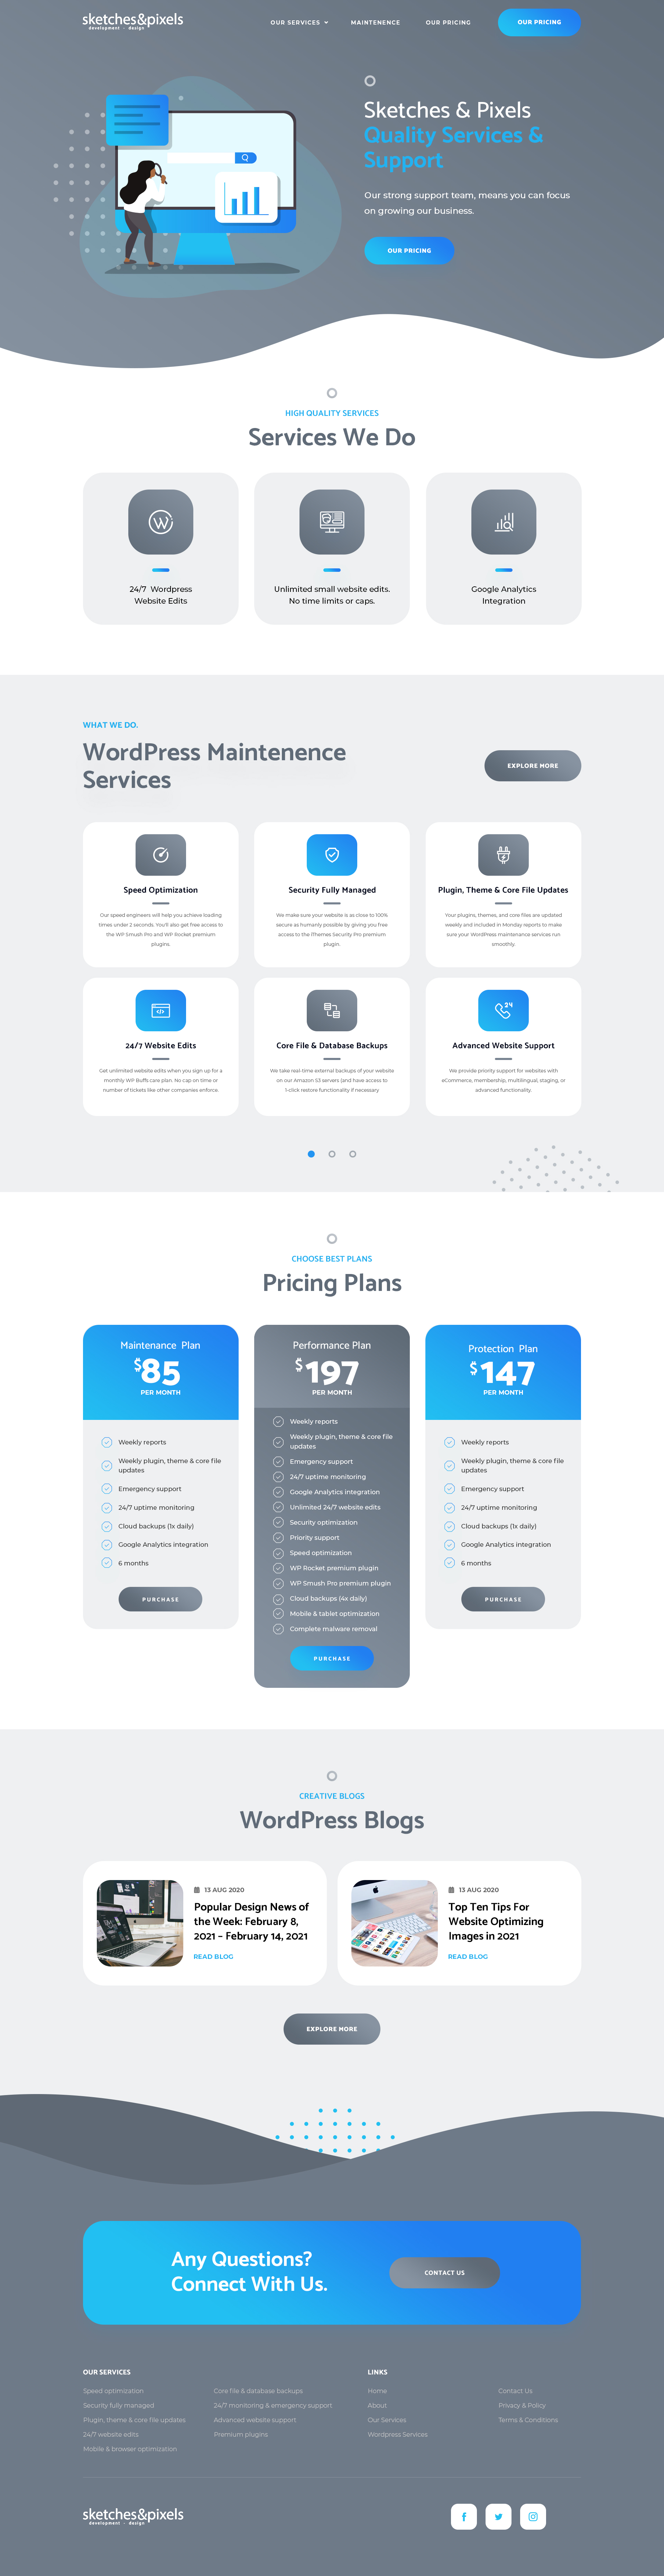 sketches&pixels
development - design
OUR SERVICES
MAINTENENCE
OUR PRICING
OUR PRICING
Sketches & Pixels
Quality Services &
Support
Our strong support team, means you can focus
on growing our business.
OUR PRICING
HIGH QUALITY SERVICES
Services We Do
24/7 Wordpress
Website Edits
Unlimited small website edits.
No time limits or caps.
Google Analytics
Integration
WHAT WE DO.
WordPress Maintenence
Services
EXPLORE MORE
Speed Optimization
Our speed engineers will help you achieve loading
times under 2 seconds. You'll also get free access to
the WP Smush Pro and WP Rocket premium
plugins.
Security Fully Managed
We make sure your website is as close to 100%
secure as humanly possible by giving you free
access to the iThemes Security Pro premium
plugin.
Plugin, Theme & Core File Updates
Your plugins, themes, and core files are updated
weekly and included in Monday reports to make
sure your WordPress maintenance services run
smoothly.
24/7 Website Edits
Get unlimited website edits when you sign up for a
monthly WP Buffs care plan. No cap on time or
number of tickets like other companies enforce.
Core File & Database Backups
We take real-time external backups of your website
on our Amazon S3 servers (and have access to
1-click restore functionality if necessary.
Advanced Website Support
We provide priority support for websites with
eCommerce, membership, multilingual, staging, or
advanced functionality.
CHOOSE BEST PLANS
Pricing Plans
Maintenance Plan
$85
PER MONTH
Weekly reports
Weekly plugin, theme & core file
updates
Emergency support
24/7 uptime monitoring
Cloud backups (1x daily)
Google Analytics integration
6 months
PURCHASE
Performance Plan
$197
PER MONTH
Weekly reports
Weekly plugin, theme & core file
updates
Emergency support
24/7 uptime monitoring
Google Analytics integration
Unlimited 24/7 website edits
Security optimization
Priority support
Speed optimization
WP Rocket premium plugin
WP Smush Pro premium plugin
Cloud backups (4x daily)
Mobile & tablet optimization
Complete malware removal
PURCHASE
Protection Plan
$147
PER MONTH
Weekly reports
Weekly plugin, theme & core file
updates
Emergency support
24/7 uptime monitoring
Cloud backups (1x daily)
Google Analytics integration
6 months
PURCHASE
CREATIVE BLOGS
WordPress Blogs
13 AUG 2020
Popular Design News of
the Week: February 8,
2021 – February 14, 2021
READ BLOG
13 AUG 2020
Top Ten Tips For
Website Optimizing
Images in 2021
READ BLOG
EXPLORE MORE
Any Questions?
Connect With Us.
CONTACT US
OUR SERVICES
Speed optimization
Security fully managed
Plugin, theme & core file updates
24/7 website edits
Mobile & browser optimization
Core file & database backups
24/7 monitoring & emergency support
Advanced website support
Premium plugins
LINKS
Home
About
Our Services
Wordpress Services
Contact Us
Privacy & Policy
Terms & Conditions
sketches&pixels
development - design